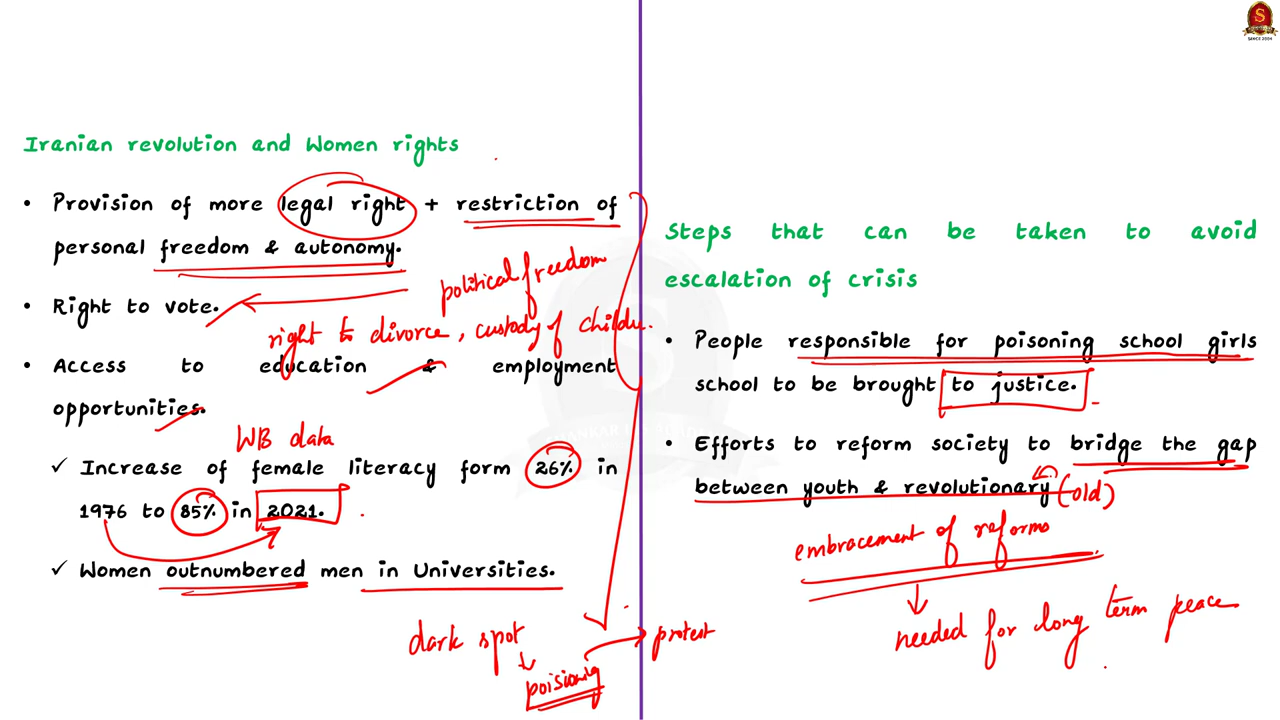 SINCE 2004
Iranian revolution and Women rights
• Provision of more legal right + restriction of
personal freedom & autonomy.
political freedom
• Right to vote.
right to divorce, custody of childn.
• Access to education & employment
opportunities.
WB data
✓ Increase of female literacy form 26% in
1976 to 85% in 2021.
✓ Women outnumbered men in Universities.
dark spot
poisionig
protest
Steps that can be taken to avoid
escalation of crisis
• People responsible for poisoning school girls
school to be brought to justice.
• Efforts to reform society to bridge the gap
between youth & revolutionary (old)
embracement of reforms
needed for long term peace